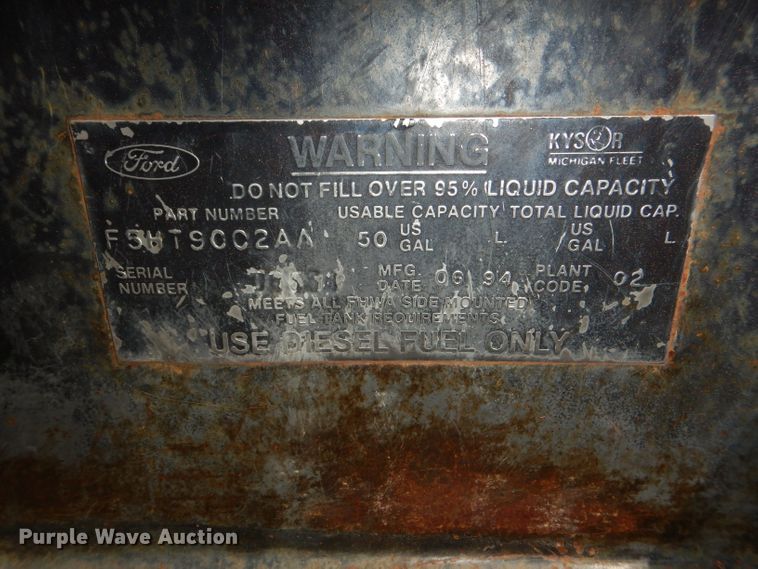 Ford WARNING KYSOR
MICHIGAN FLEET
DO NOT FILL OVER 95% LIQUID CAPACITY
PART NUMBER USABLE CAPACITY TOTAL LIQUID CAP.
F5HT9002AA 50 US GAL L US GAL L
SERIAL NUMBER MFG. DATE 06 94 PLANT CODE 02
MEETS ALL FHWA SIDE MOUNTED
FUEL TANK REQUIREMENTS
USE DIESEL FUEL ONLY
Purple Wave Auction